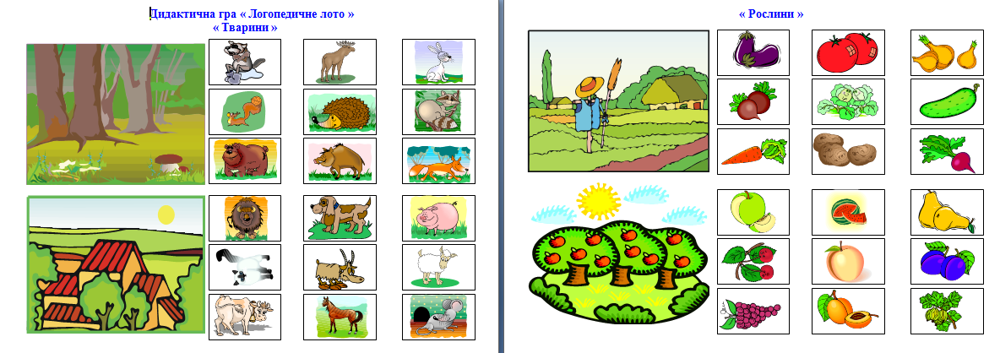 Дидактична гра « Логопедичне лото »
« Тварини »
« Рослини »